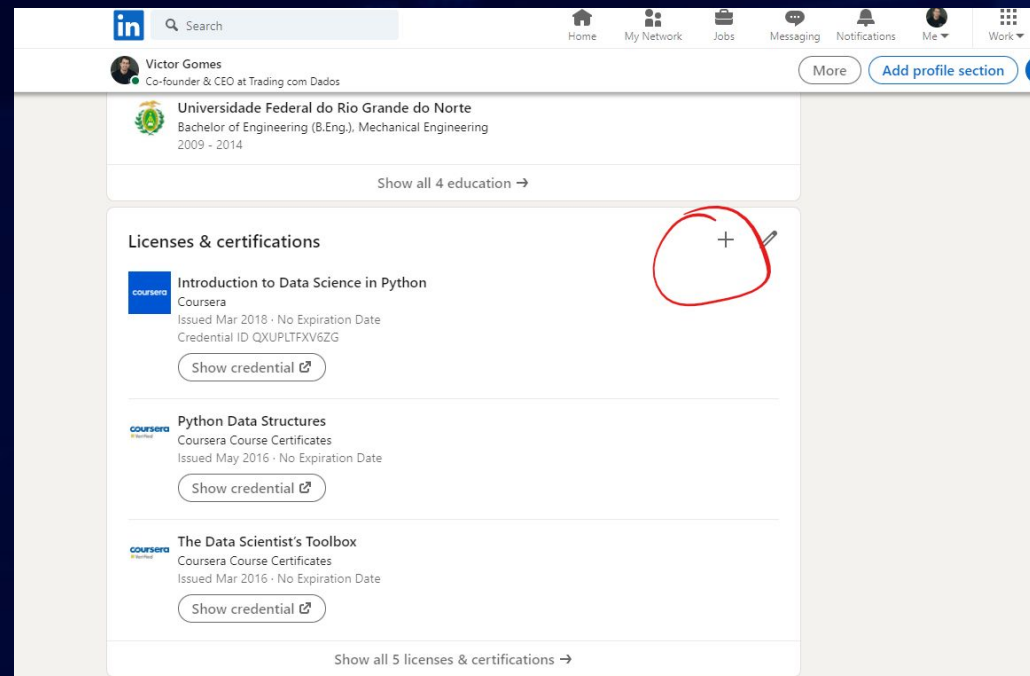 in
Search
Home
My Network
Jobs
Messaging
Notifications
Me
Work
Victor Gomes
Co-founder & CEO at Trading com Dados
More
Add profile section
Universidade Federal do Rio Grande do Norte
Bachelor of Engineering (B.Eng.), Mechanical Engineering
2009 - 2014
Show all 4 education →
Licenses & certifications
coursera
Introduction to Data Science in Python
Coursera
Issued Mar 2018 · No Expiration Date
Credential ID QXUPLTFXV6ZG
Show credential
coursera
Python Data Structures
Coursera Course Certificates
Issued May 2016 · No Expiration Date
Show credential
coursera
The Data Scientist's Toolbox
Coursera Course Certificates
Issued Mar 2016 · No Expiration Date
Show credential
Show all 5 licenses & certifications →